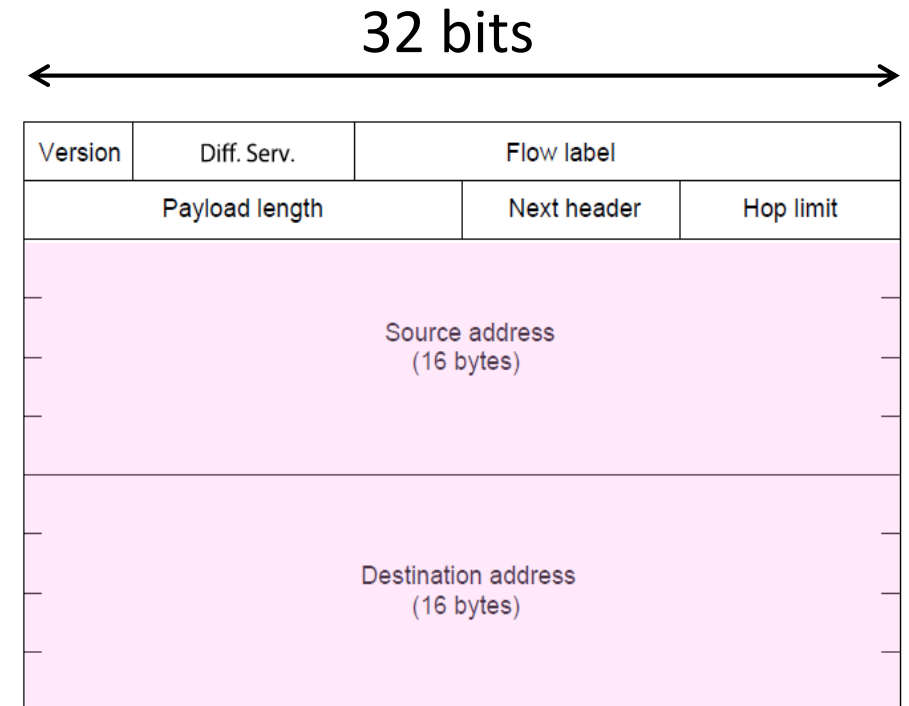 32 bits
Version Diff. Serv. Flow label
Payload length Next header Hop limit
Source address
(16 bytes)
Destination address
(16 bytes)